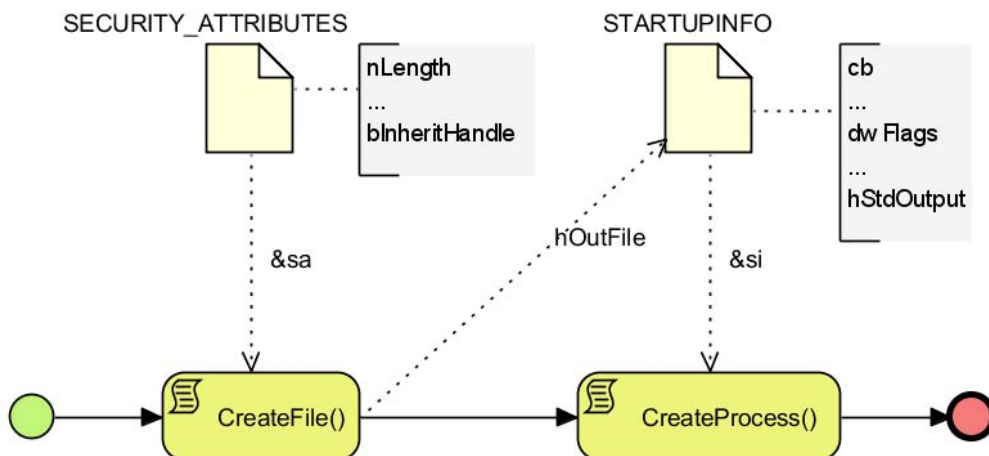 SECURITY_ATTRIBUTES
nLength
...
bInheritHandle
STARTUPINFO
cb
...
dw Flags
...
hStdOutput
&sa
hOutFile
&si
CreateFile()
CreateProcess()